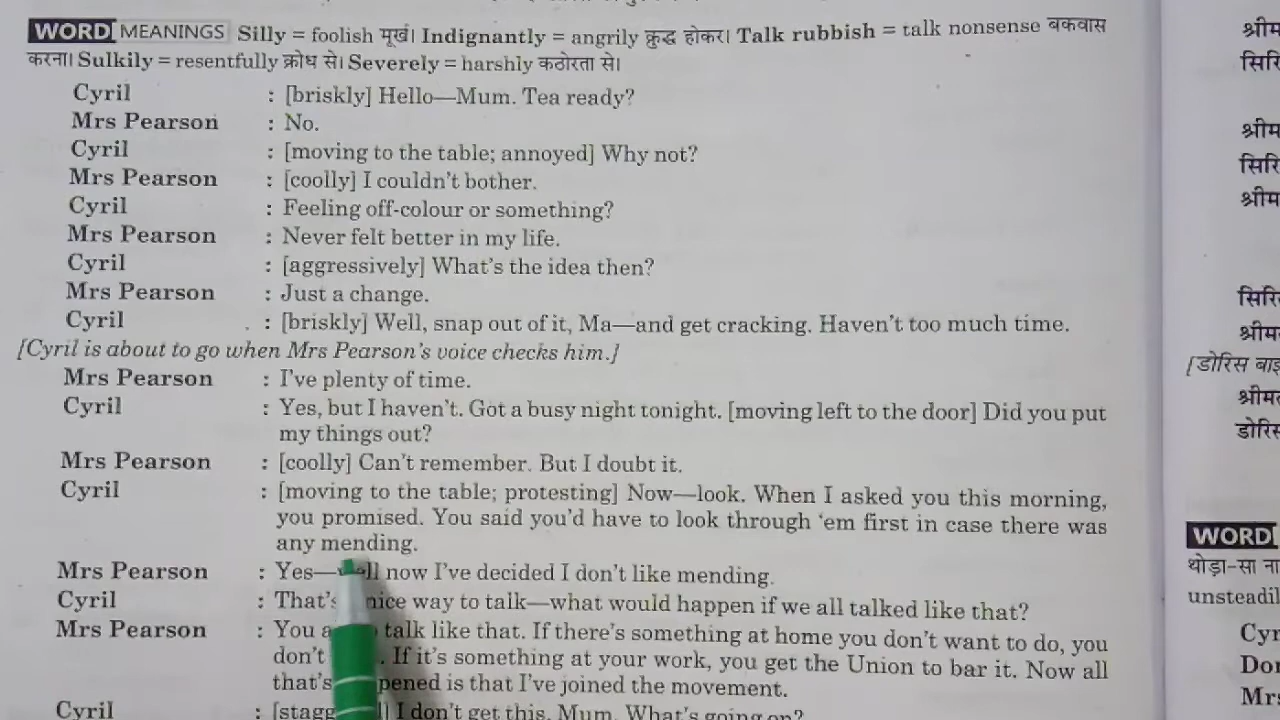 WORD MEANINGS Silly = foolish मूर्ख। Indignantly = angrily क्रुद्ध होकर। Talk rubbish = talk nonsense बकवास
करना। Sulkily = resentfully क्रोध से। Severely = harshly कठोरता से।
Cyril : [briskly] Hello—Mum. Tea ready?
Mrs Pearson : No.
Cyril : [moving to the table; annoyed] Why not?
Mrs Pearson : [coolly] I couldn't bother.
Cyril : Feeling off-colour or something?
Mrs Pearson : Never felt better in my life.
Cyril : [aggressively] What's the idea then?
Mrs Pearson : Just a change.
Cyril : [briskly] Well, snap out of it, Ma—and get cracking. Haven't too much time.
[Cyril is about to go when Mrs Pearson's voice checks him.]
Mrs Pearson : I've plenty of time.
Cyril : Yes, but I haven't. Got a busy night tonight. [moving left to the door] Did you put
my things out?
Mrs Pearson : [coolly] Can't remember. But I doubt it.
Cyril : [moving to the table; protesting] Now—look. When I asked you this morning,
you promised. You said you'd have to look through 'em first in case there was
any mending.
Mrs Pearson : Yes—well now I've decided I don't like mending.
Cyril : That's nice way to talk—what would happen if we all talked like that?
Mrs Pearson : You talk like that. If there's something at home you don't want to do, you
don't If it's something at your work, you get the Union to bar it. Now all
that's is that I've joined the movement.
Cyril : I don't get this, Mum. What's going on?
श्रीम
सिरि
श्रीम
सिरि
श्रीम
सिरि
श्रीम
[डोरिस बाह
श्रीम
डोरिस
WORD
थोड़ा-सा ना
unsteadil
Cyr
Dor
Mrs